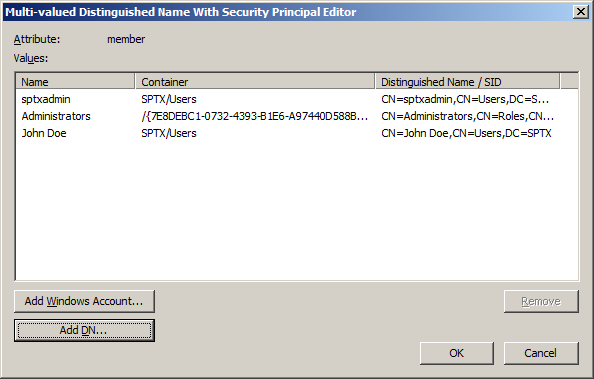 Multi-valued Distinguished Name With Security Principal Editor
Attribute: member
Values:
Name Container Distinguished Name / SID
sptxadmin SPTX/Users CN=sptxadmin,CN=Users,DC=S...
Administrators /{7E8DEBC1-0732-4393-B1E6-A97440D588B... CN=Administrators,CN=Roles,CN...
John Doe SPTX/Users CN=John Doe,CN=Users,DC=SPTX
Add Windows Account... Remove
Add DN...
OK Cancel